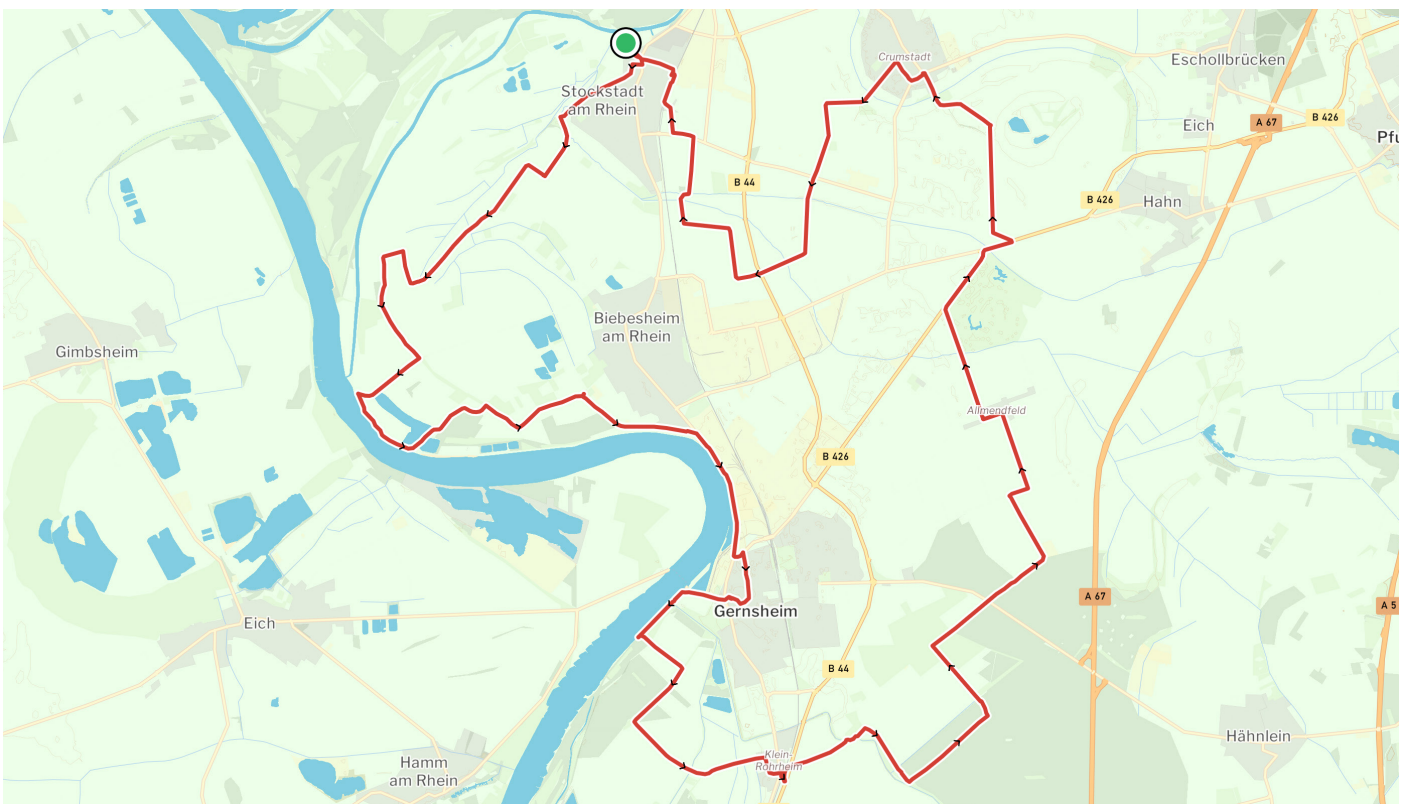 Crumstadt
Eschollbrücken
Stockstadt
am Rhein
A 67
B 426
Eich
Pfu
B 44
B 426
Hahn
Biebesheim
am Rhein
Gimbsheim
Allmendfeld
B 426
A 67
A 5
Gernsheim
Eich
B 44
Hähnlein
Klein-
Rohrheim
Hamm
am Rhein